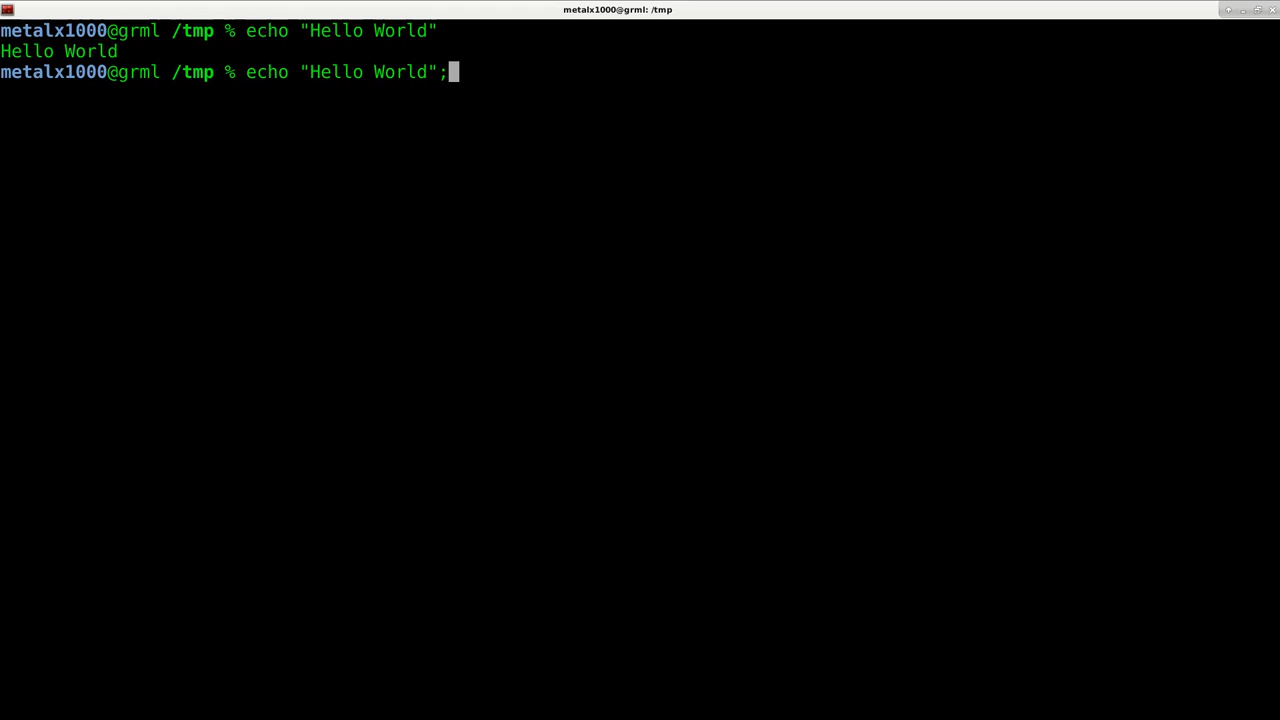 metalx1000@grml: /tmp
metalx1000@grml /tmp % echo "Hello World"
Hello World
metalx1000@grml /tmp % echo "Hello World";